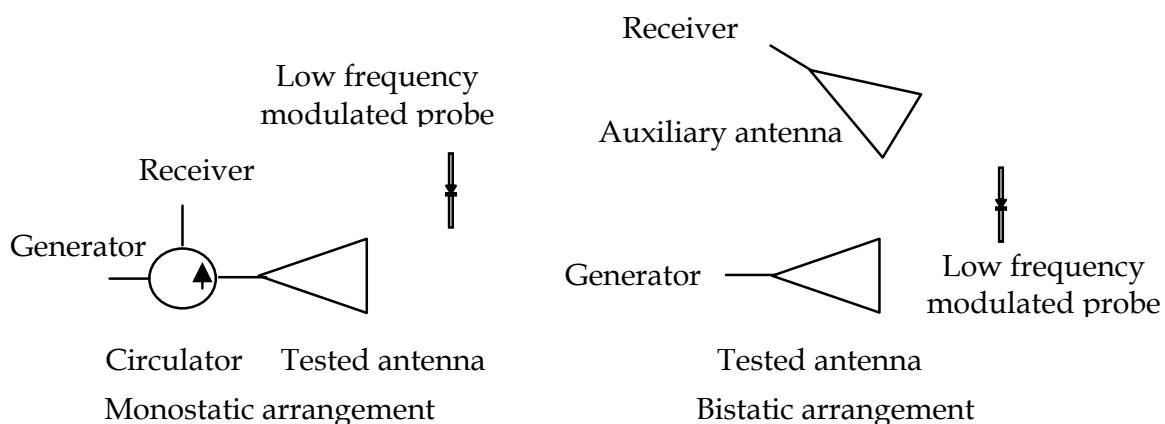 Low frequency
modulated probe
Receiver
Generator
Circulator
Tested antenna
Monostatic arrangement
Receiver
Auxiliary antenna
Generator
Low frequency
modulated probe
Tested antenna
Bistatic arrangement